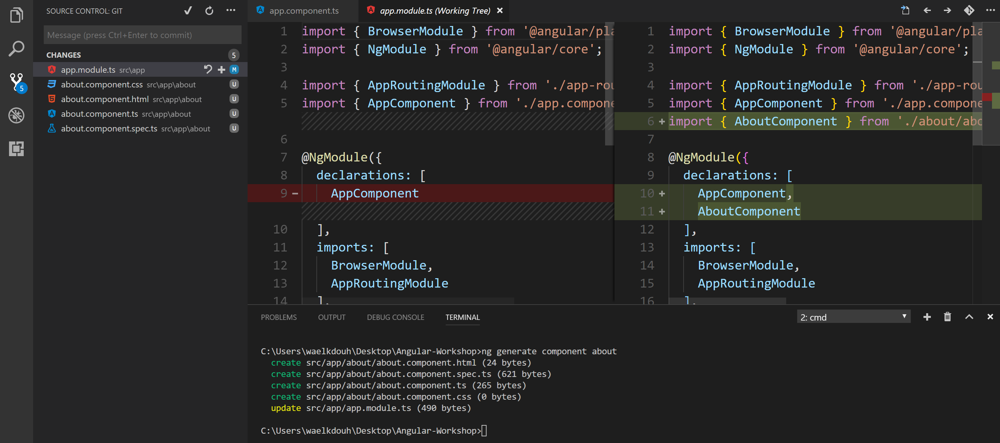 SOURCE CONTROL: GIT
Message (press Ctrl+Enter to commit)
CHANGES 5
app.module.ts src\app M
about.component.css src\app\about U
about.component.html src\app\about U
about.component.ts src\app\about U
about.component.spec.ts src\app\about U
5
app.component.ts
app.module.ts (Working Tree)
1 import { BrowserModule } from '@angular/pla
2 import { NgModule } from '@angular/core';
3
4 import { AppRoutingModule } from './app-rou
5 import { AppComponent } from './app.compone
6
7 @NgModule({
8 declarations: [
9 - AppComponent
10 ],
11 imports: [
12 BrowserModule,
13 AppRoutingModule
14 ],
1 import { BrowserModule } from '@angular/pla
2 import { NgModule } from '@angular/core';
3
4 import { AppRoutingModule } from './app-rou
5 import { AppComponent } from './app.compone
6 + import { AboutComponent } from './about/abo
7
8 @NgModule({
9 declarations: [
10 + AppComponent,
11 + AboutComponent
12 ],
13 imports: [
14 BrowserModule,
15 AppRoutingModule
16 ],
PROBLEMS OUTPUT DEBUG CONSOLE TERMINAL
2: cmd
C:\Users\waelkdouh\Desktop\Angular-Workshop>ng generate component about
create src/app/about/about.component.html (24 bytes)
create src/app/about/about.component.spec.ts (621 bytes)
create src/app/about/about.component.ts (265 bytes)
create src/app/about/about.component.css (0 bytes)
update src/app/app.module.ts (490 bytes)
C:\Users\waelkdouh\Desktop\Angular-Workshop>